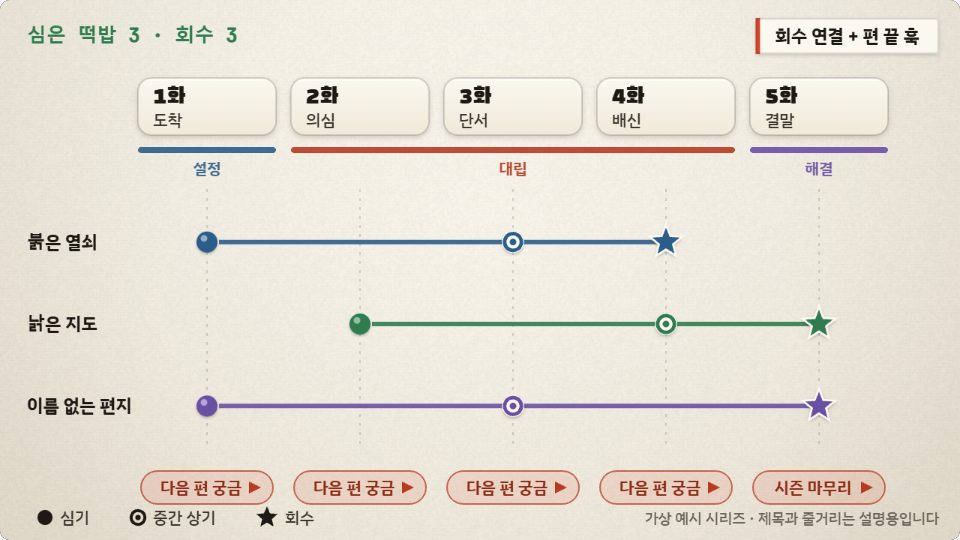 심은 떡밥 3 · 회수 3
회수 연결 + 편 끝 훅
1화
도착
2화
의심
3화
단서
4화
배신
5화
결말
설정
대립
해결
붉은 열쇠
낡은 지도
이름 없는 편지
다음 편 궁금 ▶
다음 편 궁금 ▶
다음 편 궁금 ▶
다음 편 궁금 ▶
시즌 마무리 ▶
심기
중간 상기
회수
가상 예시 시리즈 · 제목과 줄거리는 설명용입니다